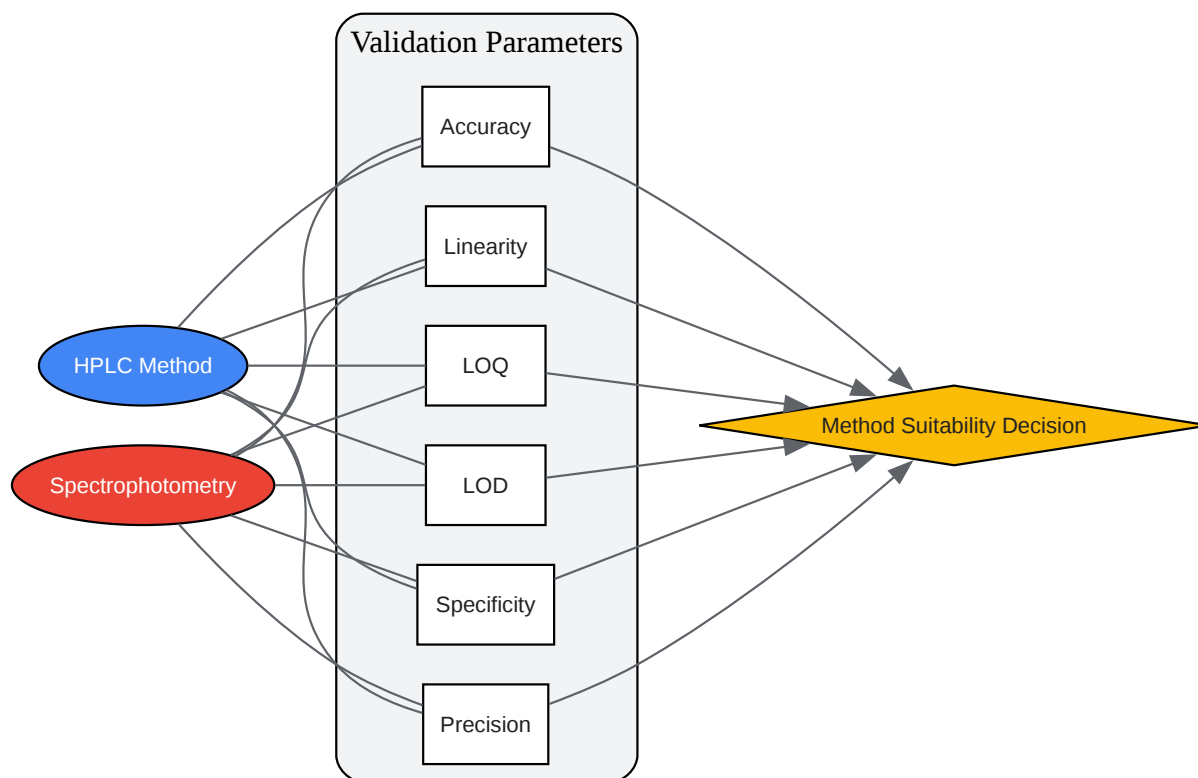 Validation Parameters
Accuracy
Linearity
HPLC Method
LOQ
Method Suitability Decision
Spectrophotometry
LOD
Specificity
Precision